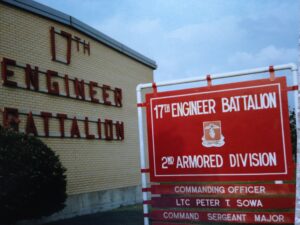 17TH
ENGINEER
BATTALION
17TH ENGINEER BATTALION
2ND ARMORED DIVISION
COMMANDING OFFICER
LTC PETER T. SOWA
COMMAND SERGEANT MAJOR